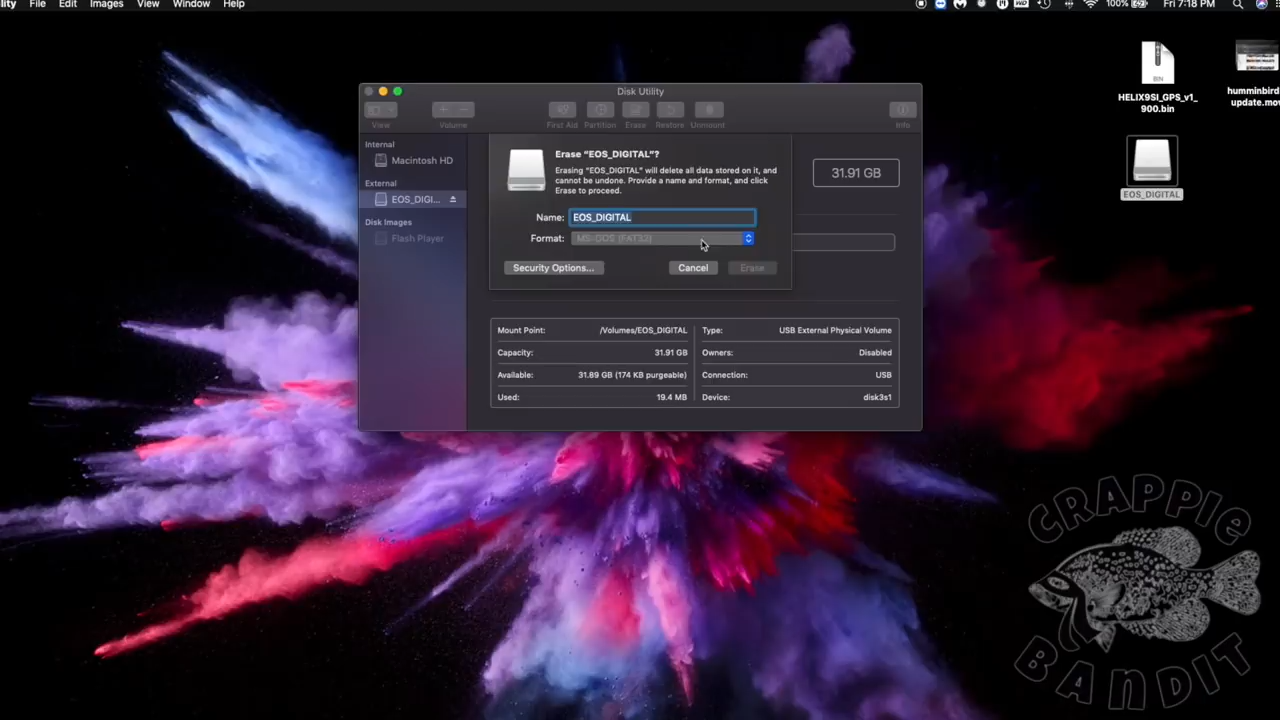 lity File Edit Images View Window Help
100% Fri 7:18 PM
BIN
HELIX9SI_GPS_v1_
900.bin
humminbird
update.mov
EOS_DIGITAL
Disk Utility
View
Volume
First Aid Partition Erase Restore Unmount
Info
Internal
Macintosh HD
External
EOS_DIGI...
Disk Images
Flash Player
Erase “EOS_DIGITAL”?
Erasing “EOS_DIGITAL” will delete all data stored on it, and
cannot be undone. Provide a name and format, and click
Erase to proceed.
Name: EOS_DIGITAL
Format: MS-DOS (FAT32)
Security Options... Cancel Erase
31.91 GB
Mount Point: /Volumes/EOS_DIGITAL
Capacity: 31.91 GB
Available: 31.89 GB (174 KB purgeable)
Used: 19.4 MB
Type: USB External Physical Volume
Owners: Disabled
Connection: USB
Device: disk3s1
CRAPPIE
BANDIT